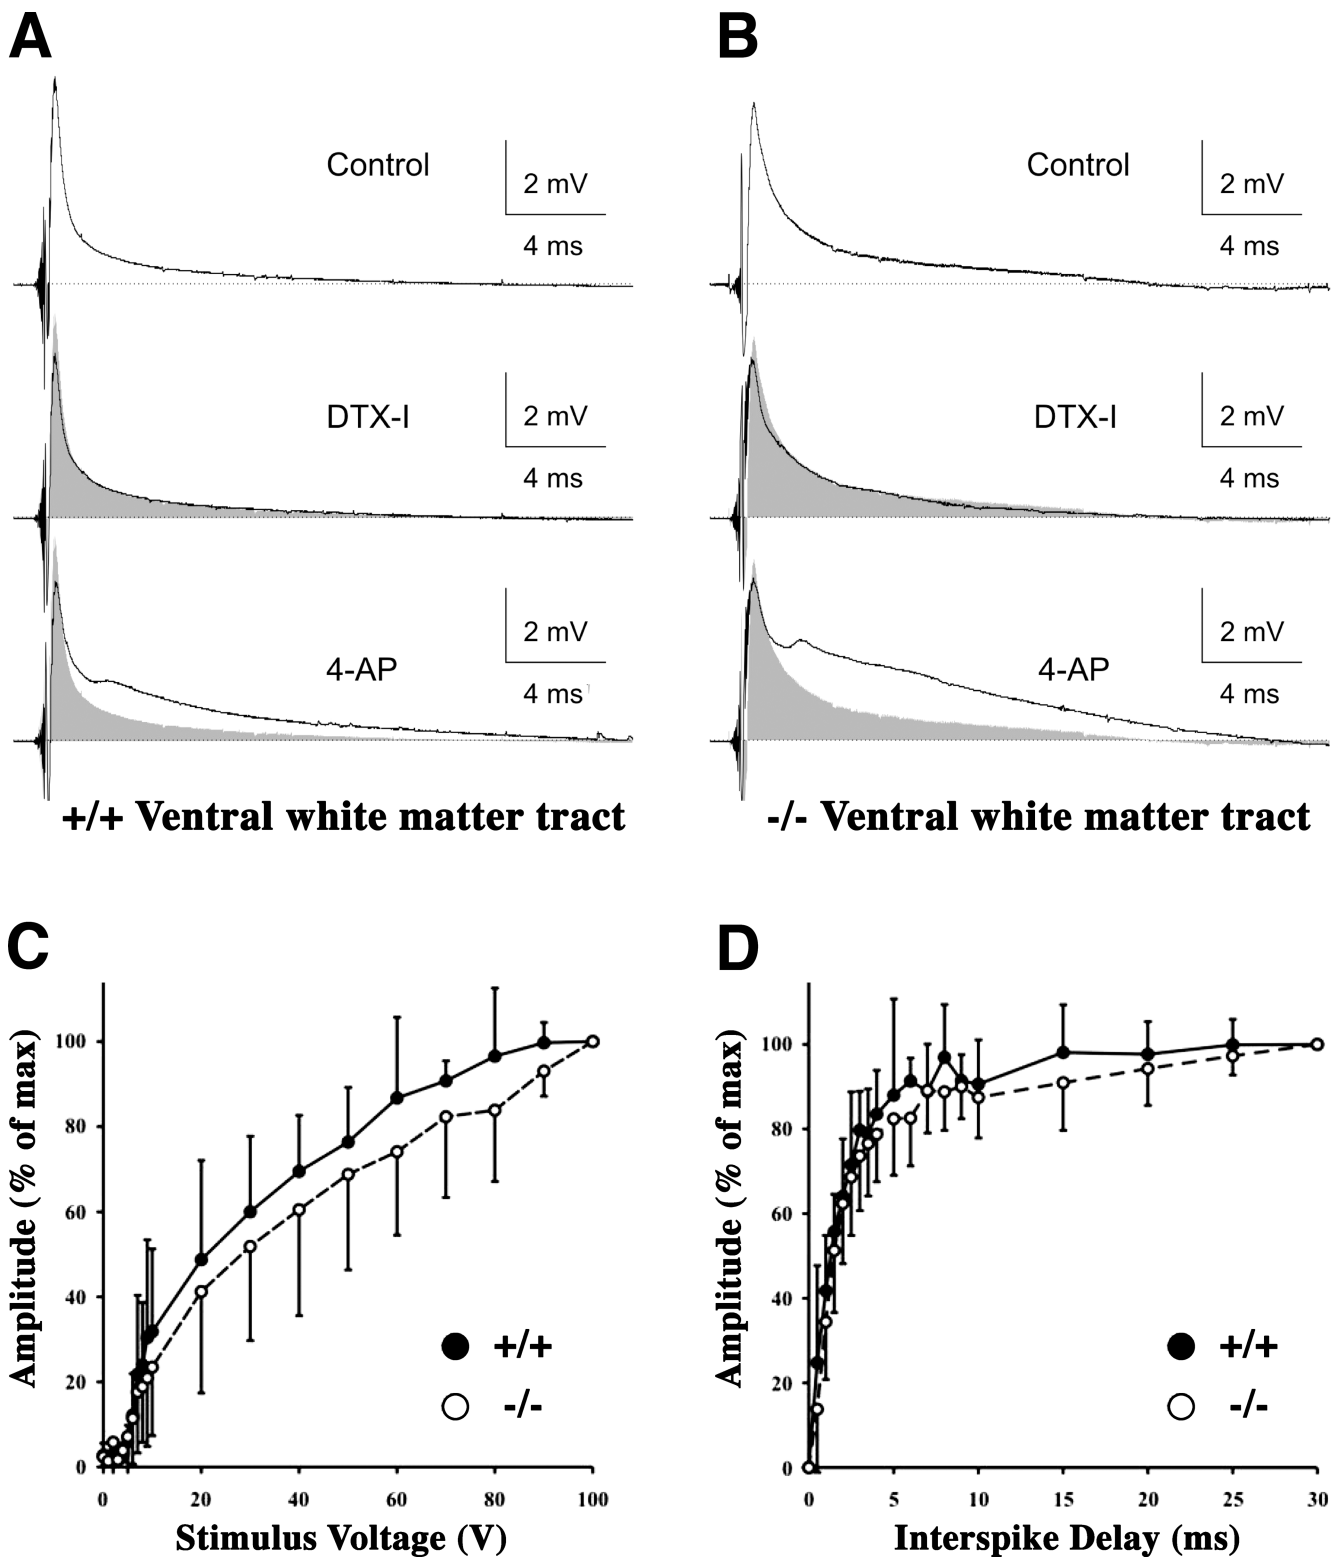 A
B
Control
2 mV
4 ms
Control
2 mV
4 ms
DTX-I
2 mV
4 ms
DTX-I
2 mV
4 ms
4-AP
2 mV
4 ms
4-AP
2 mV
4 ms
+/+ Ventral white matter tract
-/- Ventral white matter tract
C
Amplitude (% of max)
100
80
60
40
20
0
0 20 40 60 80 100
Stimulus Voltage (V)
+/+
-/-
D
Amplitude (% of max)
100
80
60
40
20
0
0 5 10 15 20 25 30
Interspike Delay (ms)
+/+
-/-